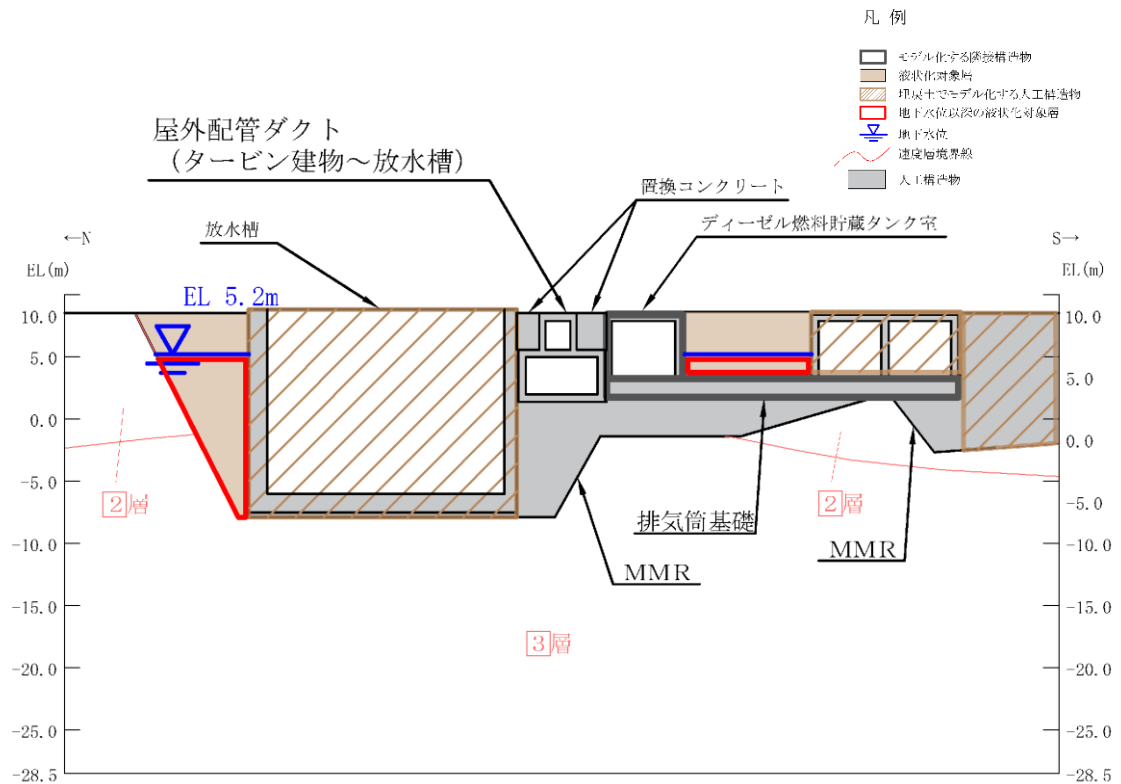 凡 例
モデル化する隣接構造物
液状化対象層
埋戻土でモデル化する人工構造物
地下水位以深の液状化対象層
地下水位
速度層境界線
人工構造物
屋外配管ダクト
（タービン建物～放水槽）
置換コンクリート
放水槽
ディーゼル燃料貯蔵タンク室
←N
S→
EL(m)
EL(m)
EL 5.2m
10.0
5.0
0.0
-5.0
-10.0
-15.0
-20.0
-25.0
-28.5
10.0
5.0
0.0
-5.0
-10.0
-15.0
-20.0
-25.0
-28.5
2層
2層
排気筒基礎
MMR
MMR
3層